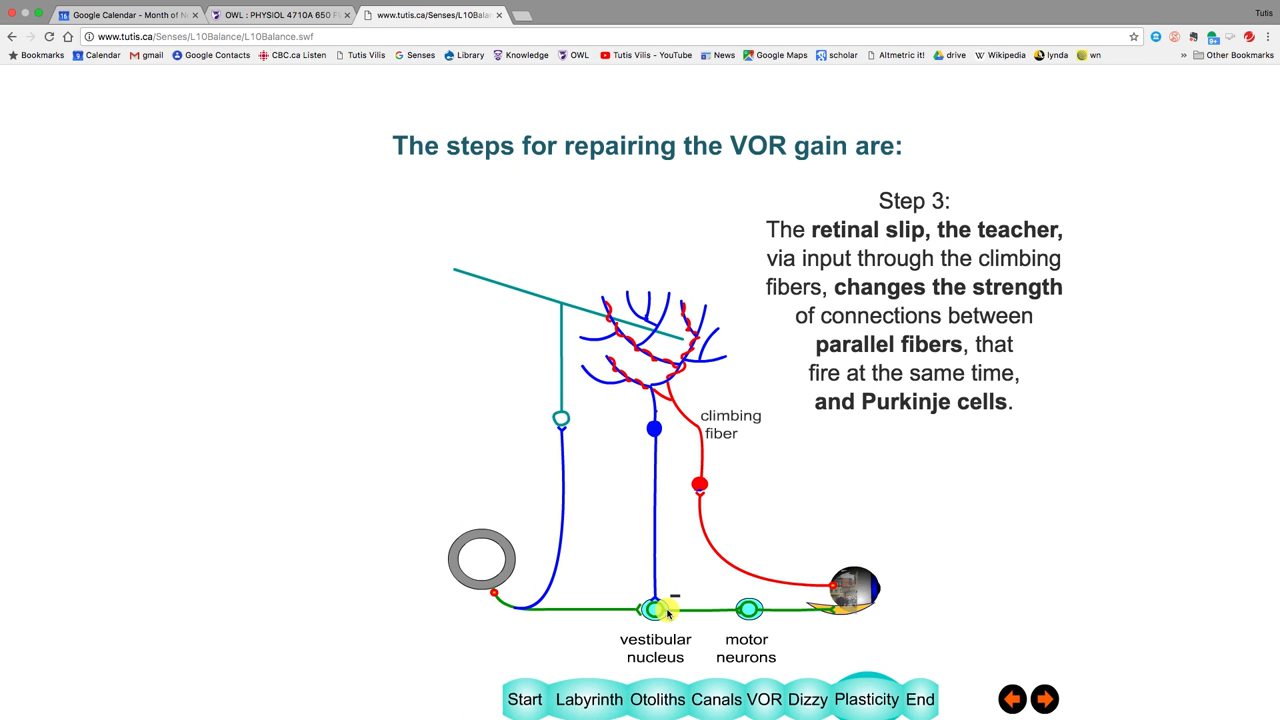 Google Calendar - Month of N
OWL : PHYSIOL 4710A 650 F
www.tutis.ca/Senses/L10Bala
Tutis
www.tutis.ca/Senses/L10Balance/L10Balance.swf
Bookmarks Calendar gmail Google Contacts CBC.ca Listen Tutis Vilis Senses Library Knowledge OWL Tutis Vilis - YouTube News Google Maps scholar Altmetric it! drive Wikipedia lynda wn » Other Bookmarks
The steps for repairing the VOR gain are:
Step 3:
The retinal slip, the teacher,
via input through the climbing
fibers, changes the strength
of connections between
parallel fibers, that
fire at the same time,
and Purkinje cells.
climbing
fiber
–
vestibular
nucleus
motor
neurons
Start Labyrinth Otoliths Canals VOR Dizzy Plasticity End